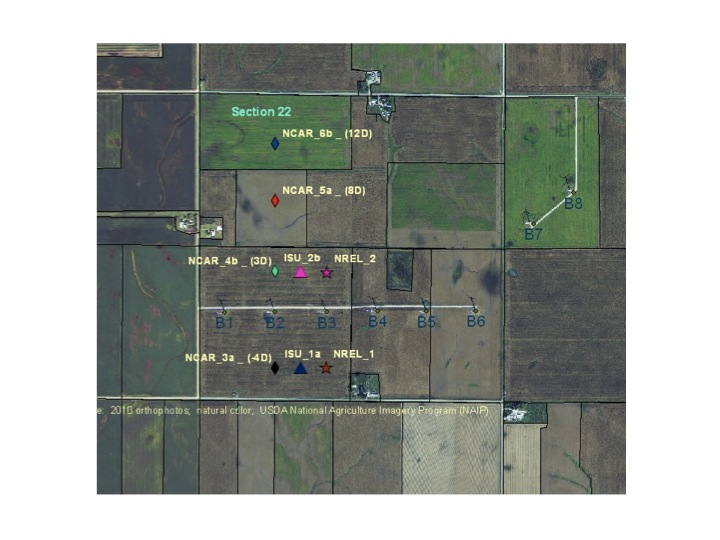 Section 22
NCAR_6b _ (12D)
NCAR_5a _ (8D)
B8
B7
NCAR_4b _ (3D) ISU_2b NREL_2
B1 B2 B3 B4 B5 B6
NCAR_3a _ (-4D) ISU_1a NREL_1
e: 2010 orthophotos; natural color; USDA National Agriculture Imagery Program (NAIP)